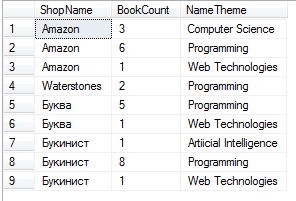 ShopName BookCount NameTheme
1 Amazon 3 Computer Science
2 Amazon 6 Programming
3 Amazon 1 Web Technologies
4 Waterstones 2 Programming
5 Буква 5 Programming
6 Буква 1 Web Technologies
7 Букинист 1 Artiicial Intelligence
8 Букинист 8 Programming
9 Букинист 1 Web Technologies